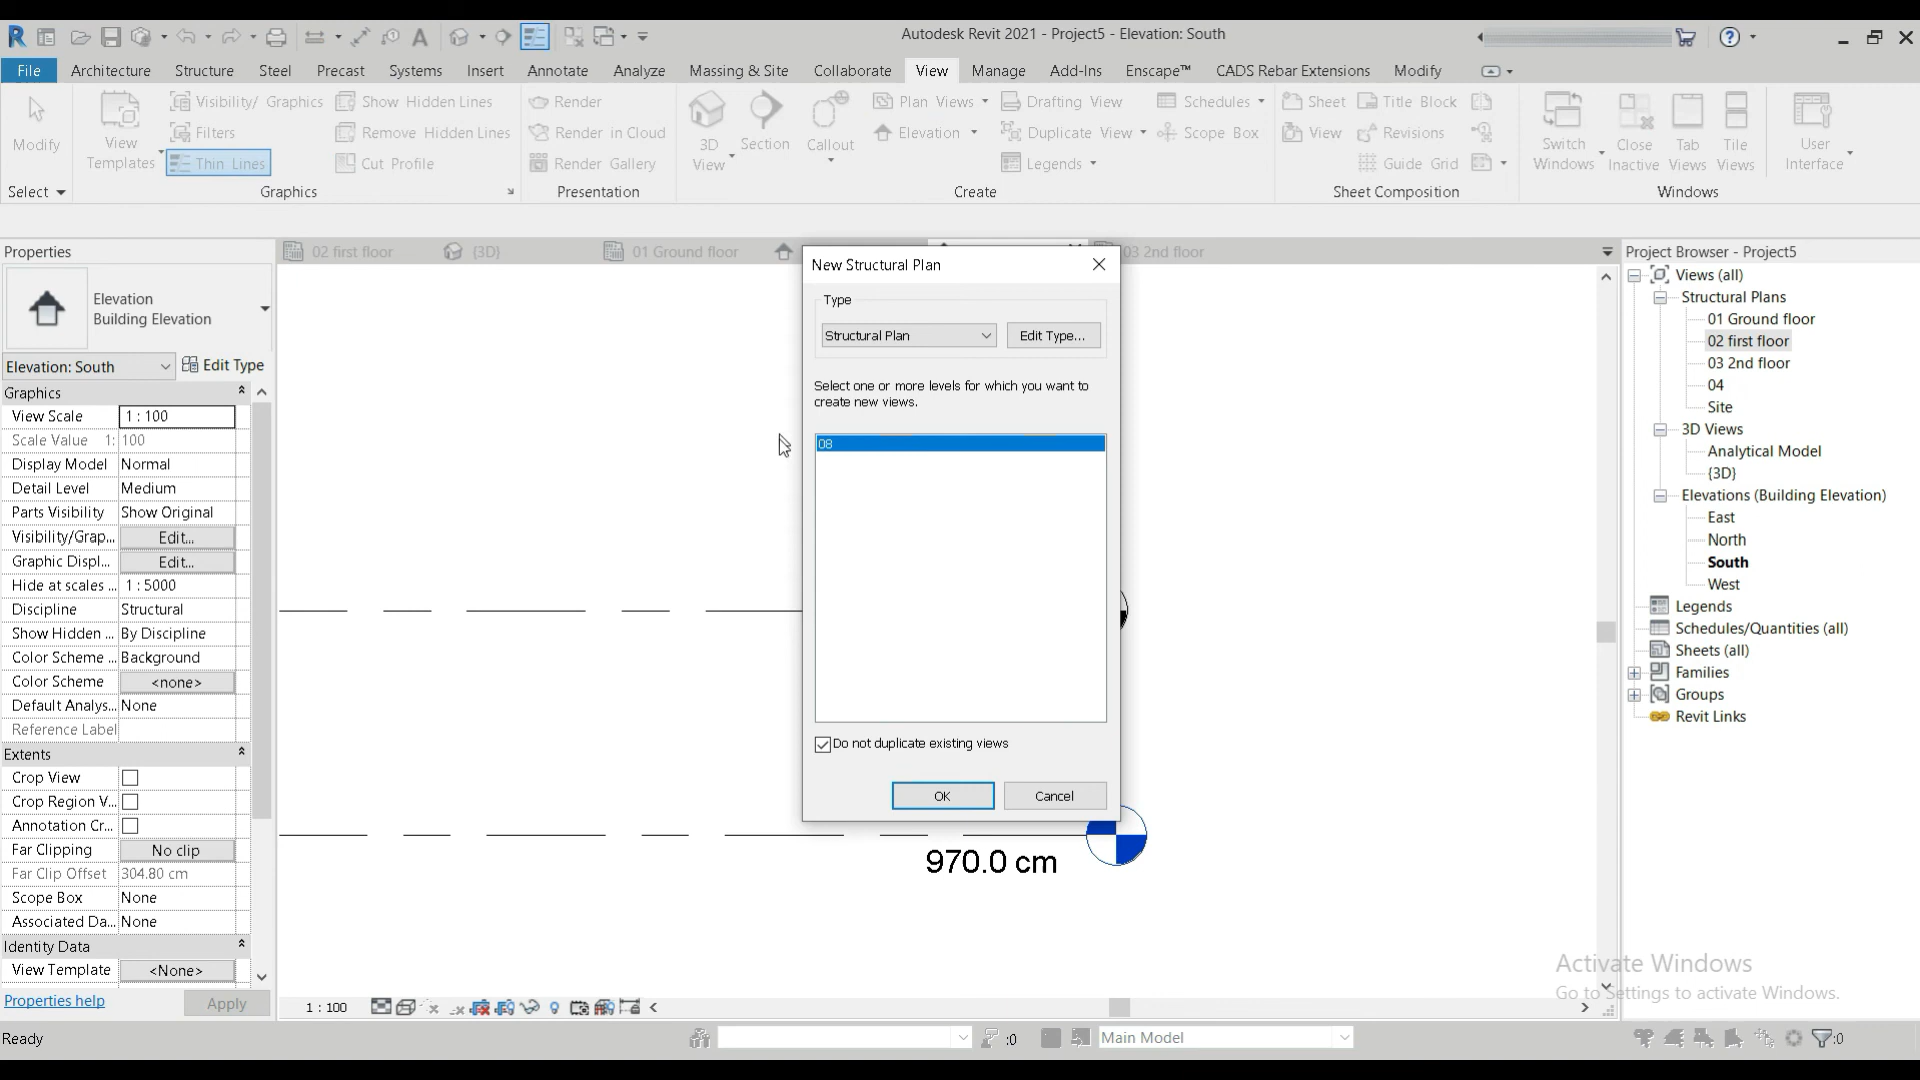 Autodesk Revit 2021 - Project5 - Elevation: South
File Architecture Structure Steel Precast Systems Insert Annotate Analyze Massing & Site Collaborate View Manage Add-Ins Enscape™ CADS Rebar Extensions Modify
Modify
Select
View Templates
Visibility/ Graphics
Filters
Thin Lines
Show Hidden Lines
Remove Hidden Lines
Cut Profile
Graphics
Render
Render in Cloud
Render Gallery
Presentation
3D View
Section
Callout
Plan Views
Elevation
Drafting View
Duplicate View
Legends
Schedules
Scope Box
Create
Sheet
View
Title Block
Revisions
Guide Grid
Sheet Composition
Switch Windows
Close Inactive
Tab Views
Tile Views
Windows
User Interface
Properties
02 first floor
{3D}
01 Ground floor
03 2nd floor
Elevation
Building Elevation
Elevation: South
Edit Type
Graphics
View Scale 1 : 100
Scale Value 1: 100
Display Model Normal
Detail Level Medium
Parts Visibility Show Original
Visibility/Grap... Edit...
Graphic Displ... Edit...
Hide at scales ... 1 : 5000
Discipline Structural
Show Hidden ... By Discipline
Color Scheme ... Background
Color Scheme <none>
Default Analys... None
Reference Label
Extents
Crop View
Crop Region V...
Annotation Cr...
Far Clipping No clip
Far Clip Offset 304.80 cm
Scope Box None
Associated Da... None
Identity Data
View Template <None>
Properties help
Apply
New Structural Plan
Type
Structural Plan
Edit Type...
Select one or more levels for which you want to
create new views.
08
Do not duplicate existing views
OK
Cancel
970.0 cm
Project Browser - Project5
Views (all)
Structural Plans
01 Ground floor
02 first floor
03 2nd floor
04
Site
3D Views
Analytical Model
{3D}
Elevations (Building Elevation)
East
North
South
West
Legends
Schedules/Quantities (all)
Sheets (all)
Families
Groups
Revit Links
Activate Windows
Go to Settings to activate Windows.
1 : 100
Ready
:0
Main Model
:0